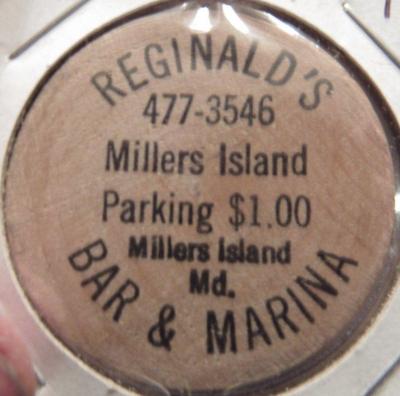 REGINALD'S
477-3546
Millers Island
Parking $1.00
Millers Island
Md.
BAR & MARINA